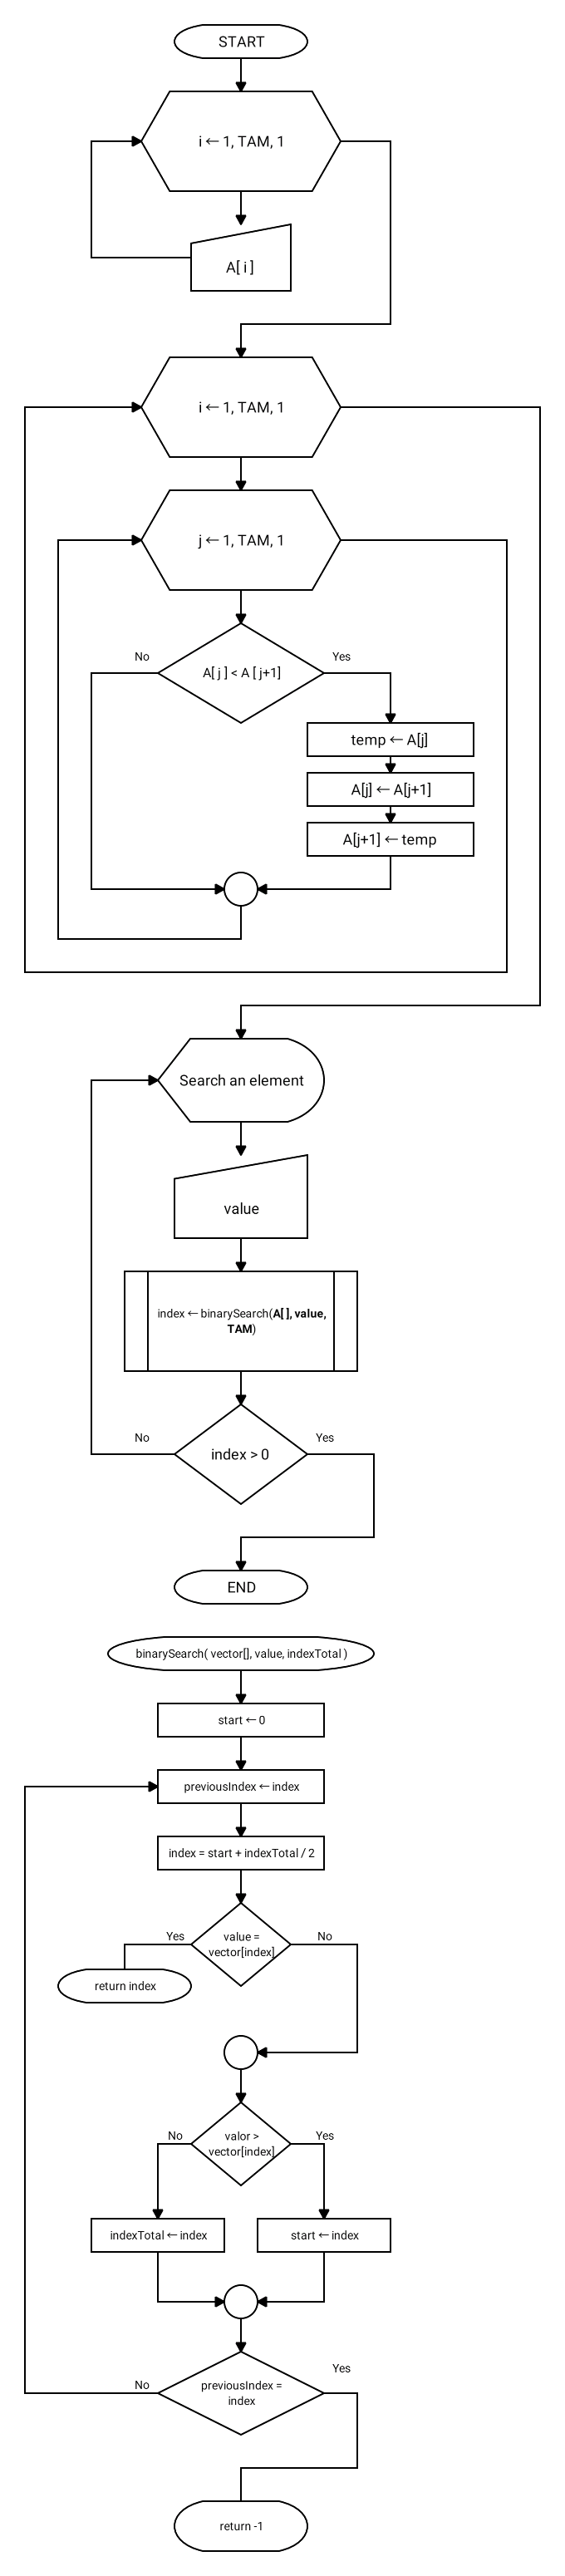 START
i ← 1, TAM, 1
A[ i ]
i ← 1, TAM, 1
j ← 1, TAM, 1
No
Yes
A[ j ] < A [ j+1]
temp ← A[j]
A[j] ← A[j+1]
A[j+1] ← temp
Search an element
value
index ← binarySearch(A[ ], value,
TAM)
No
Yes
index > 0
END
binarySearch( vector[], value, indexTotal )
start ← 0
previousIndex ← index
index = start + indexTotal / 2
Yes
value =
vector[index]
No
return index
No
valor >
vector[index]
Yes
indexTotal ← index
start ← index
Yes
No
previousIndex =
index
return -1